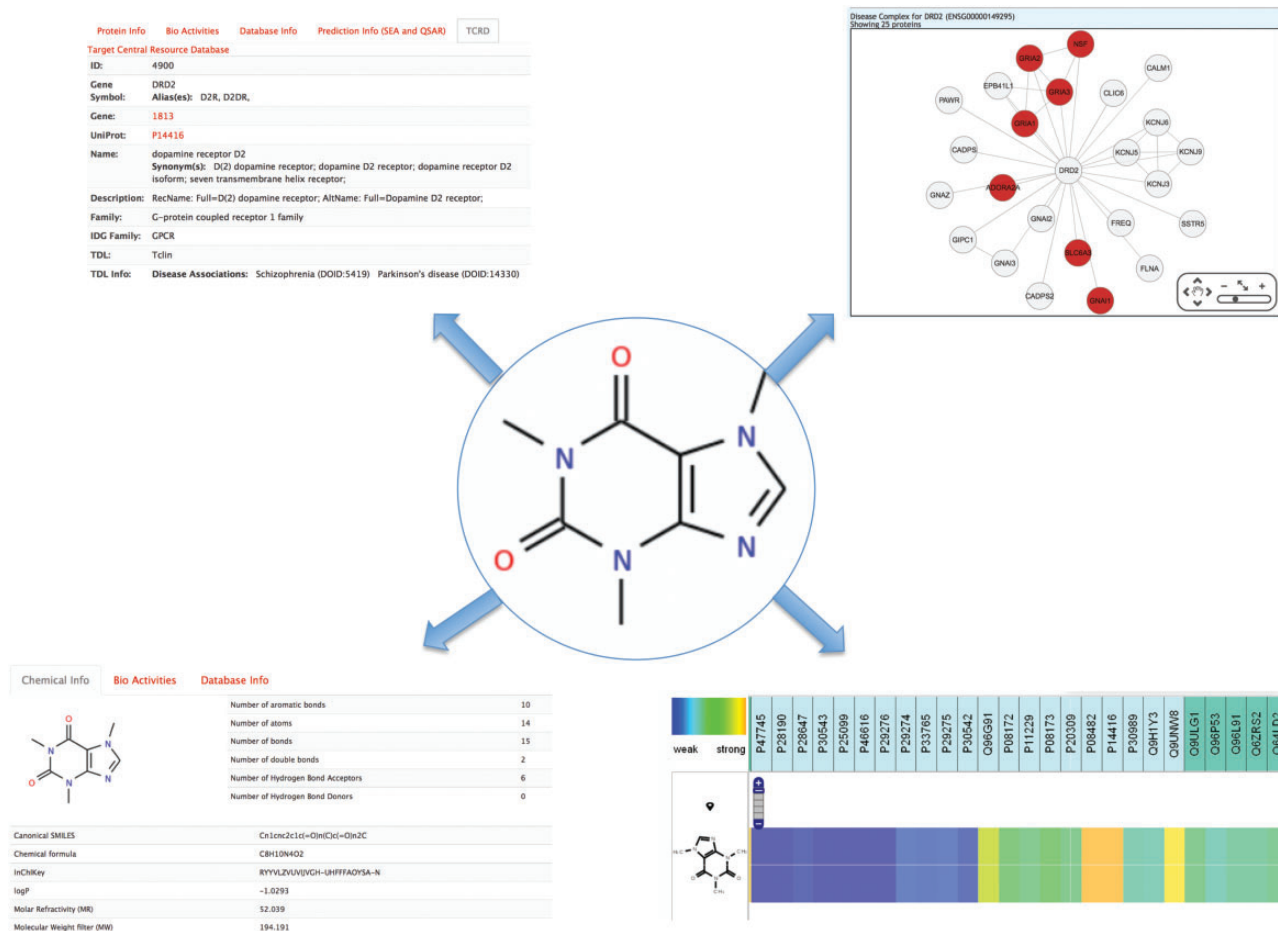 Protein Info Bio Activities Database Info Prediction Info (SEA and QSAR) TCRD
Target Central Resource Database
ID: 4900
Gene DRD2
Symbol: Alias(es): D2R, D2DR,
Gene: 1813
UniProt: P14416
Name: dopamine receptor D2
Synonym(s): D(2) dopamine receptor; dopamine D2 receptor; dopamine receptor D2
isoform; seven transmembrane helix receptor;
Description: RecName: Full=D(2) dopamine receptor; AltName: Full=Dopamine D2 receptor;
Family: G-protein coupled receptor 1 family
IDG Family: GPCR
TDL: Tclin
TDL Info: Disease Associations: Schizophrenia (DOID:5419) Parkinson's disease (DOID:14330)
Disease Complex for DRD2 (ENSG00000149295)
Showing 25 proteins
NSF
GRIA2
CALM1
EPB41L1
GRIA3
CLIC6
PAWR
GRIA1
KCNJ6
CADPS
KCNJ5
KCNJ9
DRD2
ADORA2A
KCNJ3
GNAZ
GNAI2
FREQ
SSTR5
GIPC1
SLC6A3
GNAI3
FLNA
CADPS2
GNAI1
O
N
N
O
N
N
Chemical Info Bio Activities Database Info
Number of aromatic bonds 10
Number of atoms 14
Number of bonds 15
Number of double bonds 2
Number of Hydrogen Bond Acceptors 6
Number of Hydrogen Bond Donors 0
O
N
N
O
N
N
Canonical SMILES Cn1cnc2c1c(=O)n(C)c(=O)n2C
Chemical formula C8H10N4O2
InChiKey RYYVLZVUVIJVGH-UHFFFAOYSA-N
logP -1.0293
Molar Refractivity (MR) 52.039
Molecular Weight filter (MW) 194.191
weak strong
P47745
P28190
P28647
P30543
P25099
P46616
P29276
P29274
P33765
P29275
P30542
Q96G91
P08172
P11229
P08173
P20309
P08482
P14416
P30989
Q9H1Y3
Q9UNW8
Q9ULG1
Q96P53
Q96L91
Q6ZRS2
N
H₃C
N
N
CH₃
O
N
O
CH₃